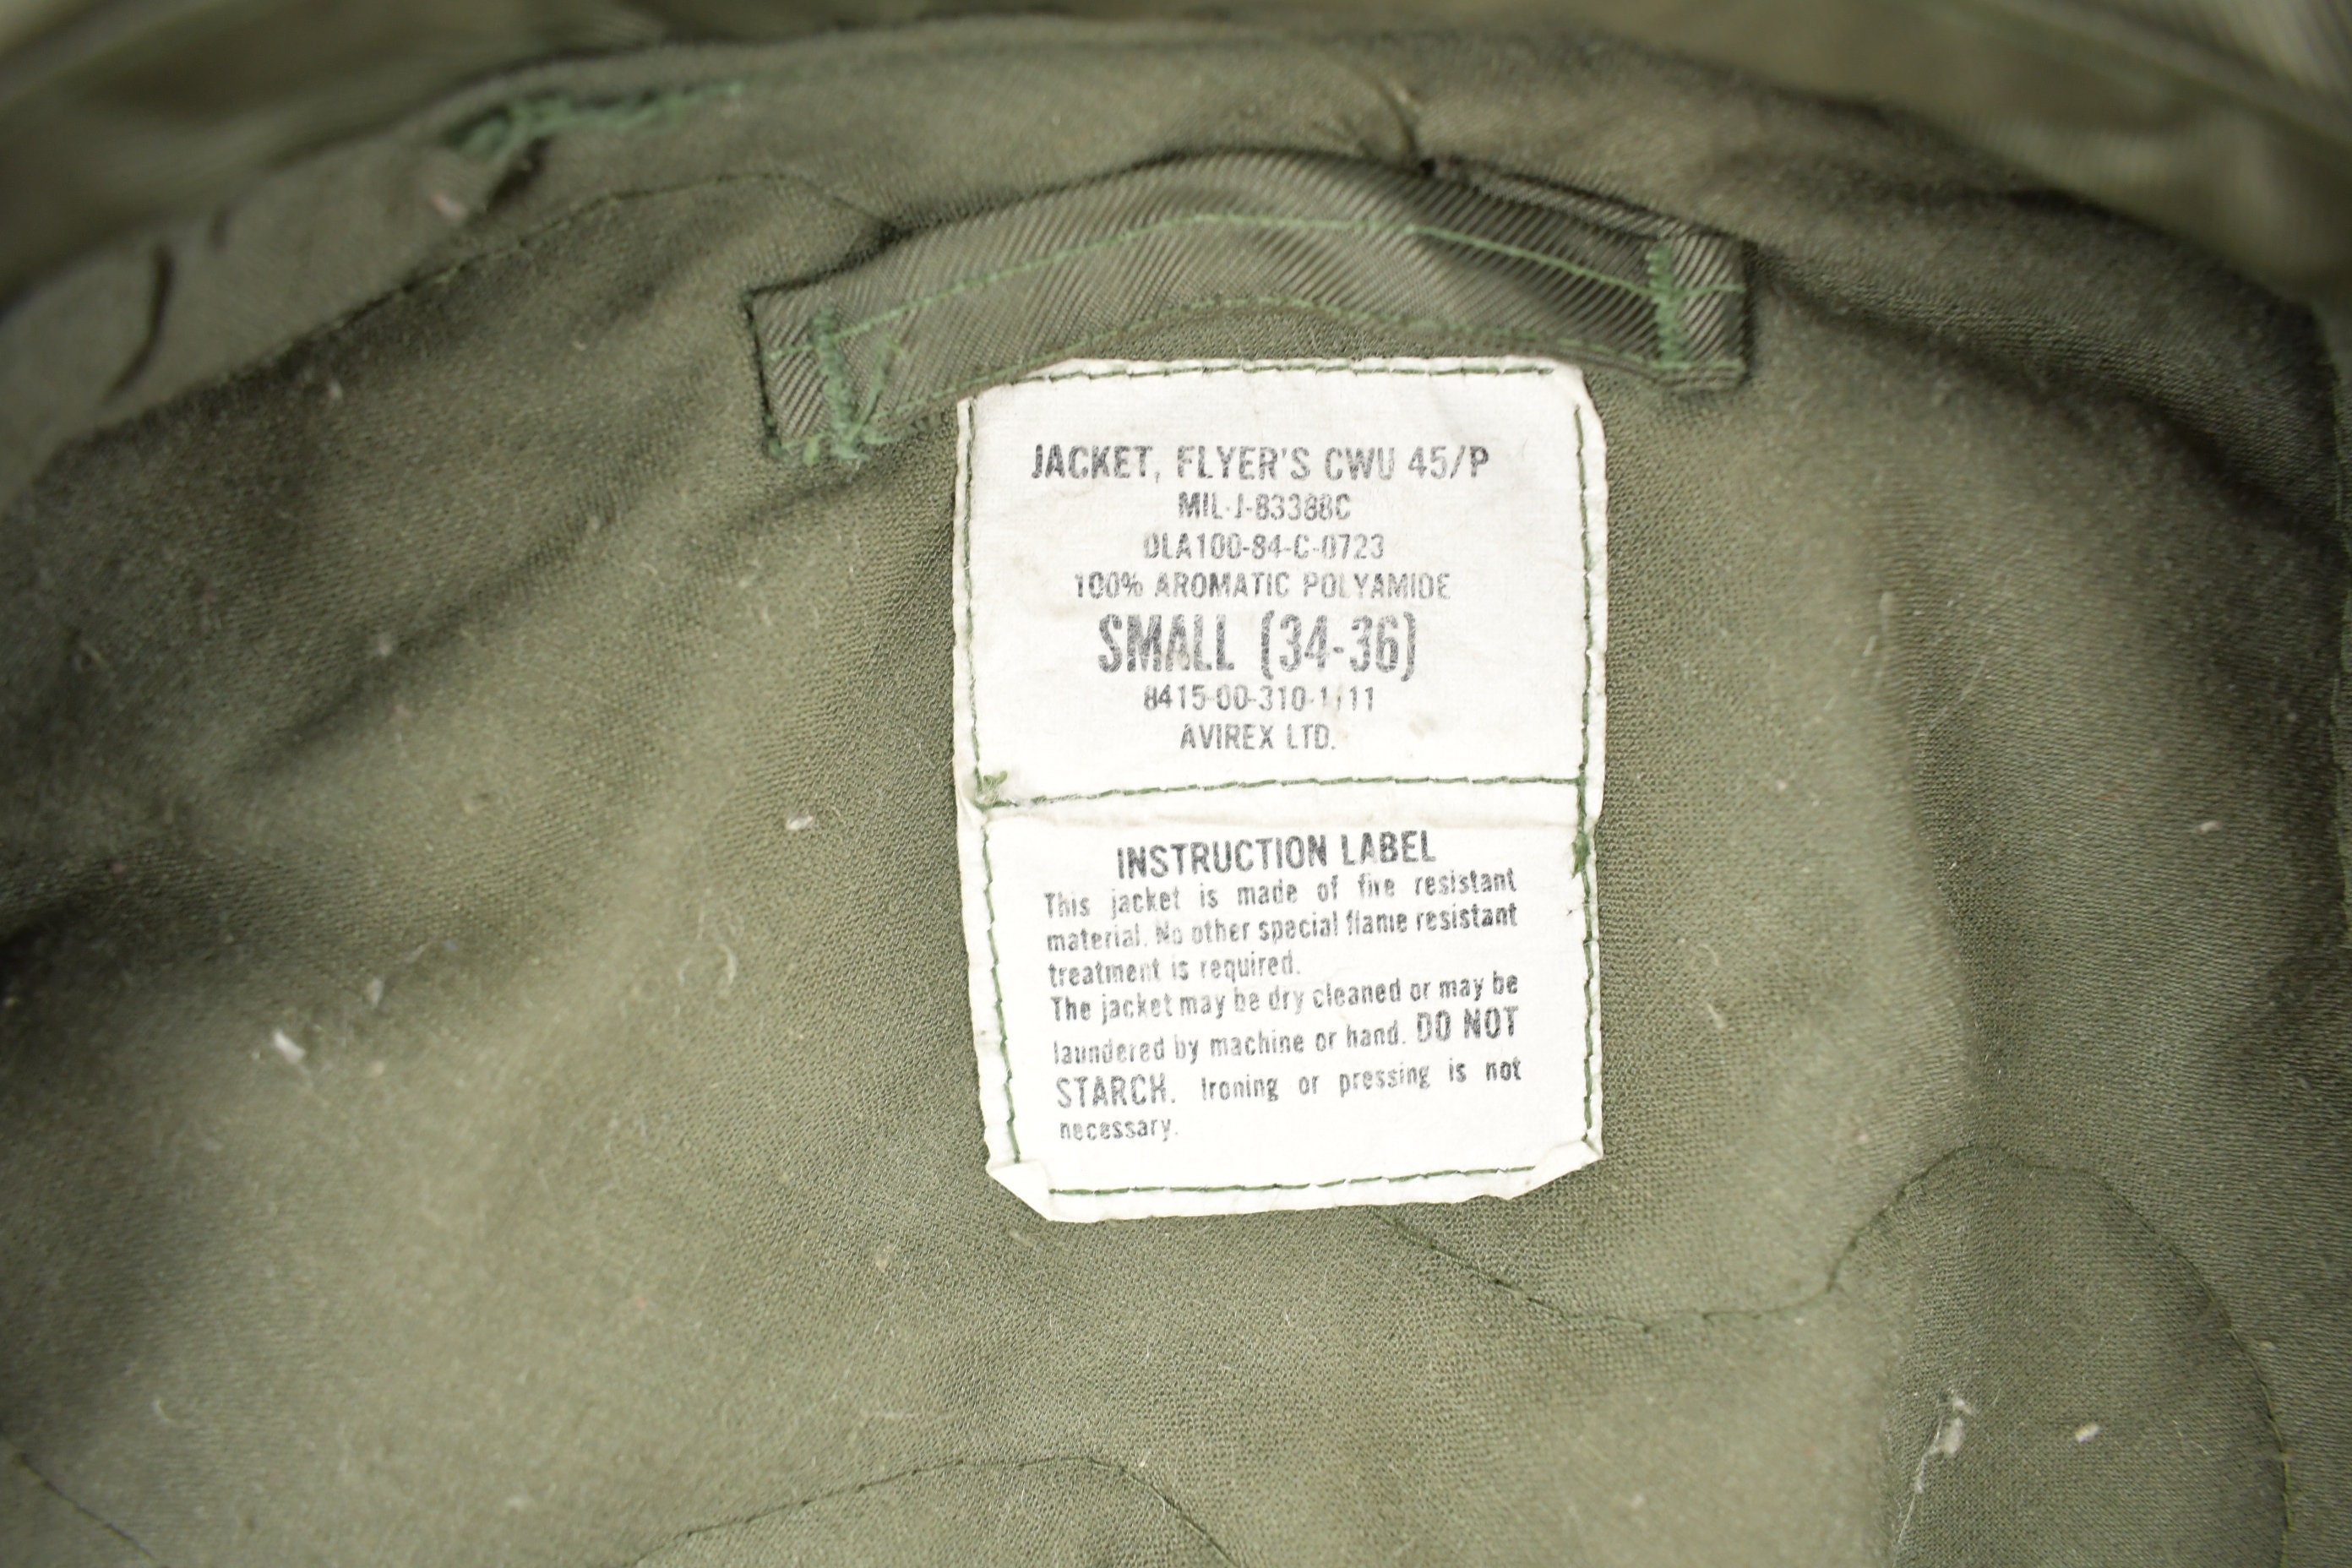 JACKET, FLYER'S CWU 45/P
MIL-J-83388C
DLA100-84-C-0723
100% AROMATIC POLYAMIDE
SMALL (34-36)
8415-00-310-1111
AVIREX LTD.
INSTRUCTION LABEL
This jacket is made of fire resistant
material. No other special flame resistant
treatment is required.
The jacket may be dry cleaned or may be
laundered by machine or hand. DO NOT
STARCH. Ironing or pressing is not
necessary.